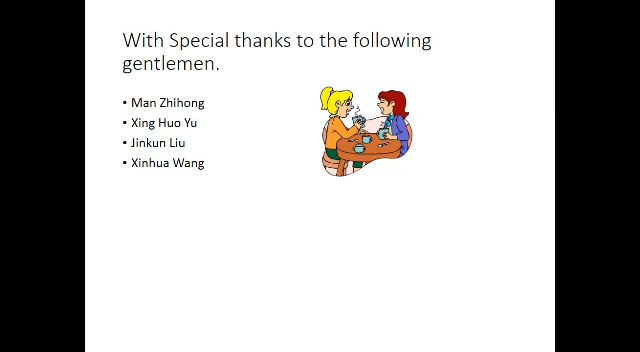 With Special thanks to the following
gentlemen.
• Man Zhihong
• Xing Huo Yu
• Jinkun Liu
• Xinhua Wang